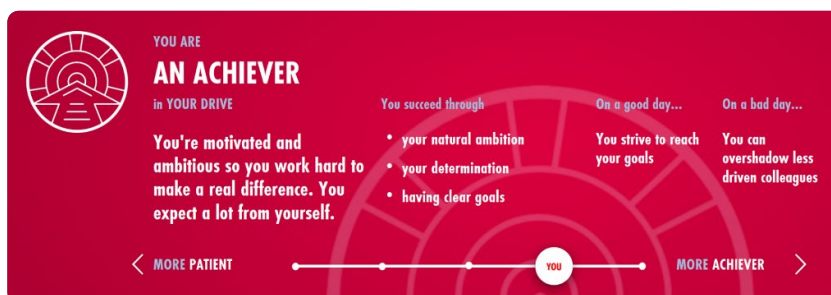 YOU ARE
AN ACHIEVER
in YOUR DRIVE
You're motivated and
ambitious so you work hard to
make a real difference. You
expect a lot from yourself.
You succeed through
• your natural ambition
• your determination
• having clear goals
On a good day...
You strive to reach
your goals
On a bad day...
You can
overshadow less
driven colleagues
MORE PATIENT
YOU
MORE ACHIEVER